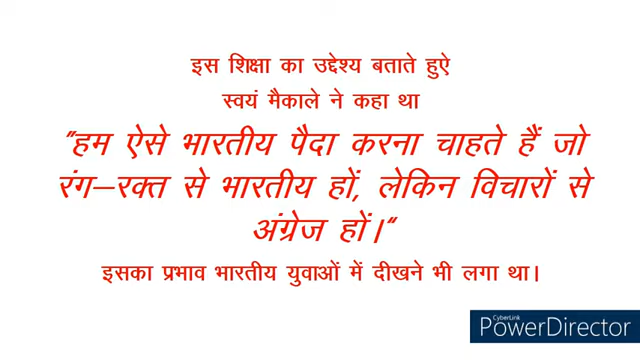 इस शिक्षा का उद्देश्य बताते हुऐ
स्वयं मैकाले ने कहा था
"हम ऐसे भारतीय पैदा करना चाहते हैं जो
रंग–रक्त से भारतीय हों, लेकिन विचारों से
अंग्रेज हों।"
इसका प्रभाव भारतीय युवाओं में दीखने भी लगा था।
CyberLink
PowerDirector